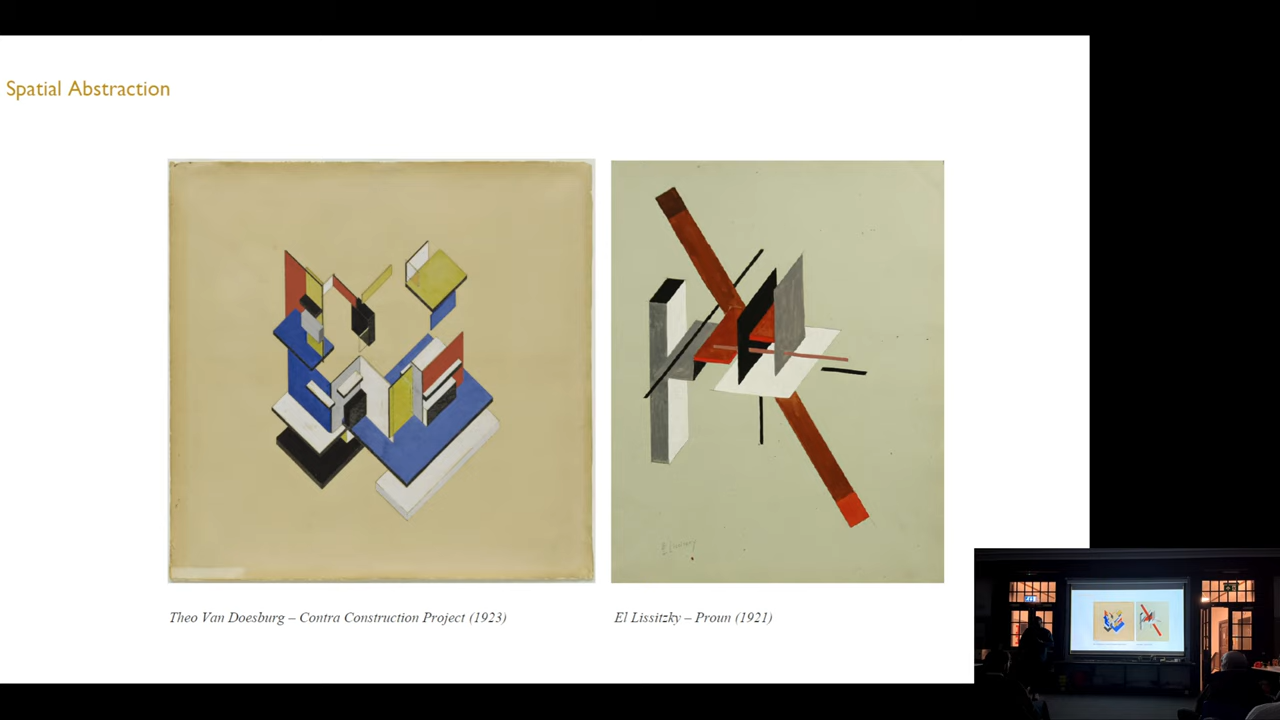 Spatial Abstraction
Theo Van Doesburg – Contra Construction Project (1923)
El Lissitzky – Proun (1921)